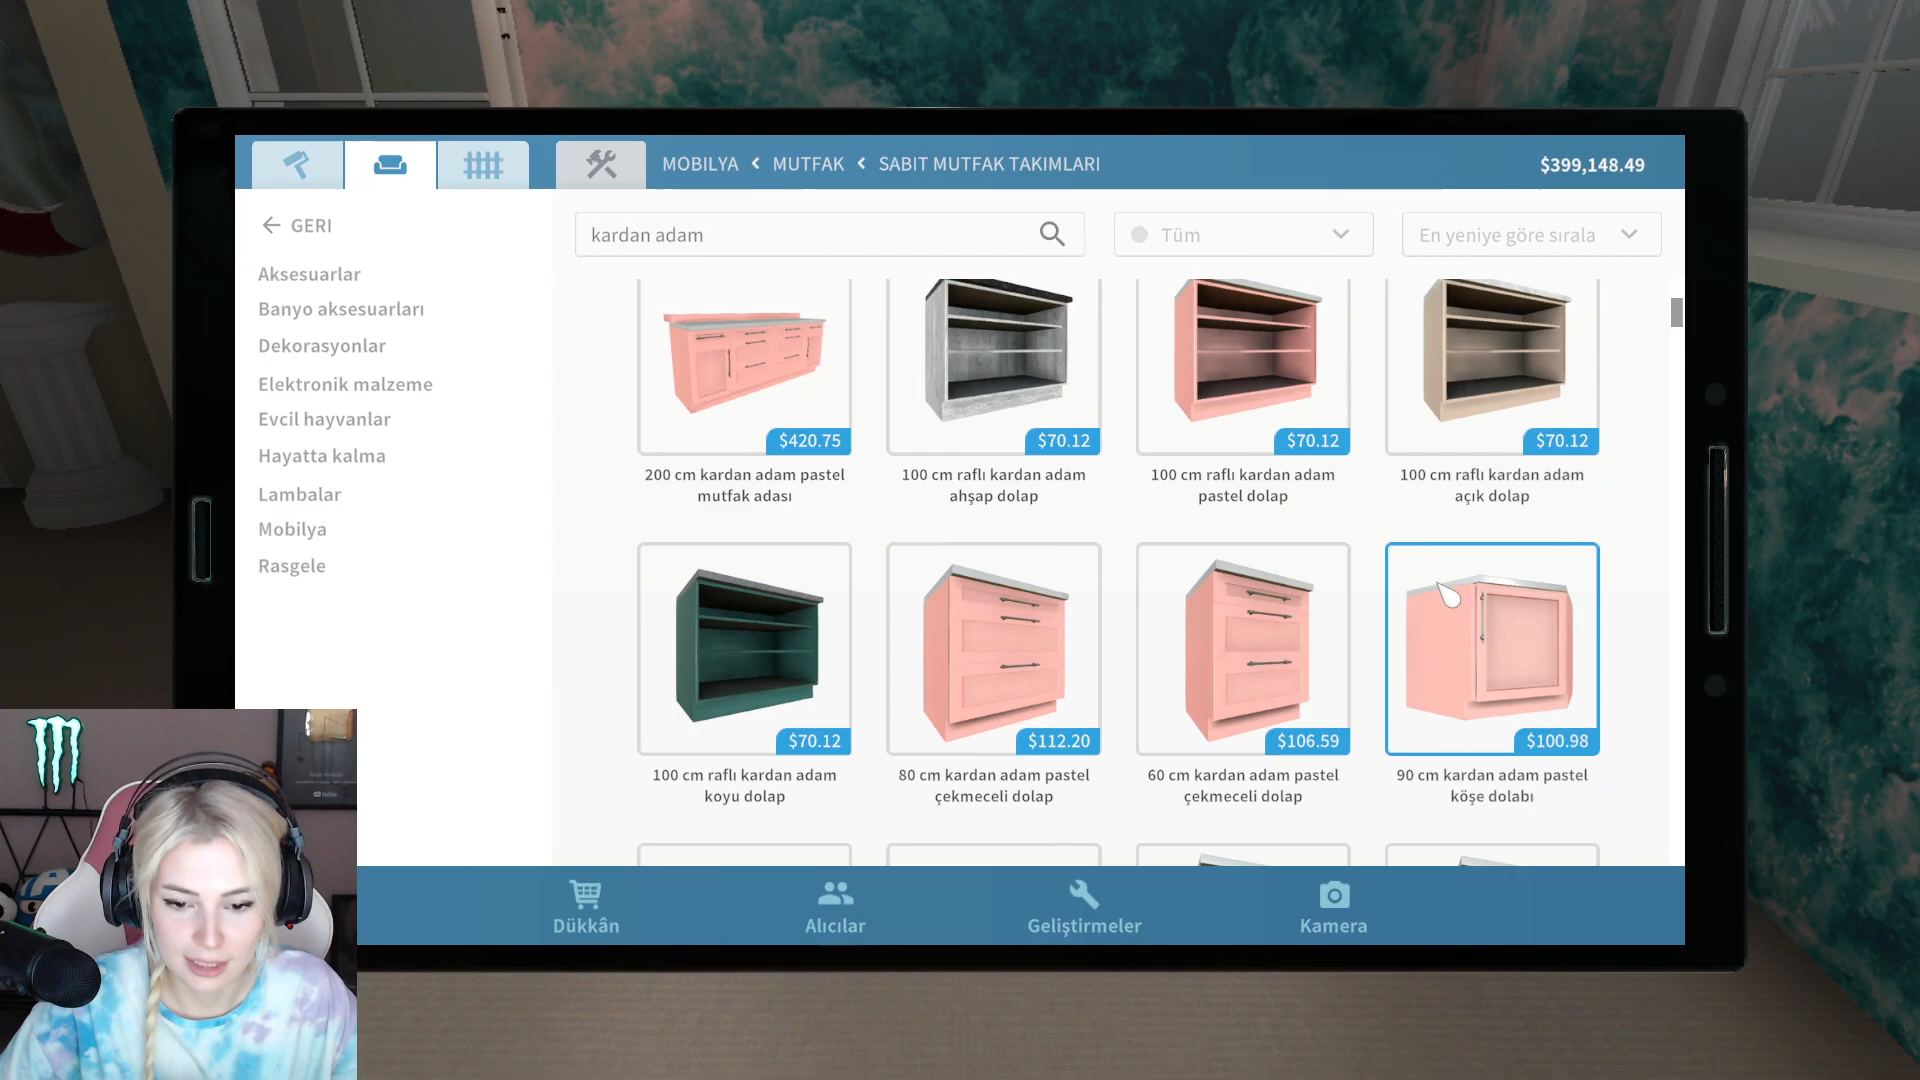 MOBILYA < MUTFAK < SABIT MUTFAK TAKIMLARI
$399,148.49
GERI
kardan adam
Tüm
En yeniye göre sırala
Aksesuarlar
Banyo aksesuarları
Dekorasyonlar
Elektronik malzeme
Evcil hayvanlar
Hayatta kalma
Lambalar
Mobilya
Rasgele
$420.75
$70.12
$70.12
$70.12
200 cm kardan adam pastel
mutfak adası
100 cm raflı kardan adam
ahşap dolap
100 cm raflı kardan adam
pastel dolap
100 cm raflı kardan adam
açık dolap
$70.12
$112.20
$106.59
$100.98
100 cm raflı kardan adam
koyu dolap
80 cm kardan adam pastel
çekmeceli dolap
60 cm kardan adam pastel
çekmeceli dolap
90 cm kardan adam pastel
köşe dolabı
Dükkân
Alıcılar
Geliştirmeler
Kamera